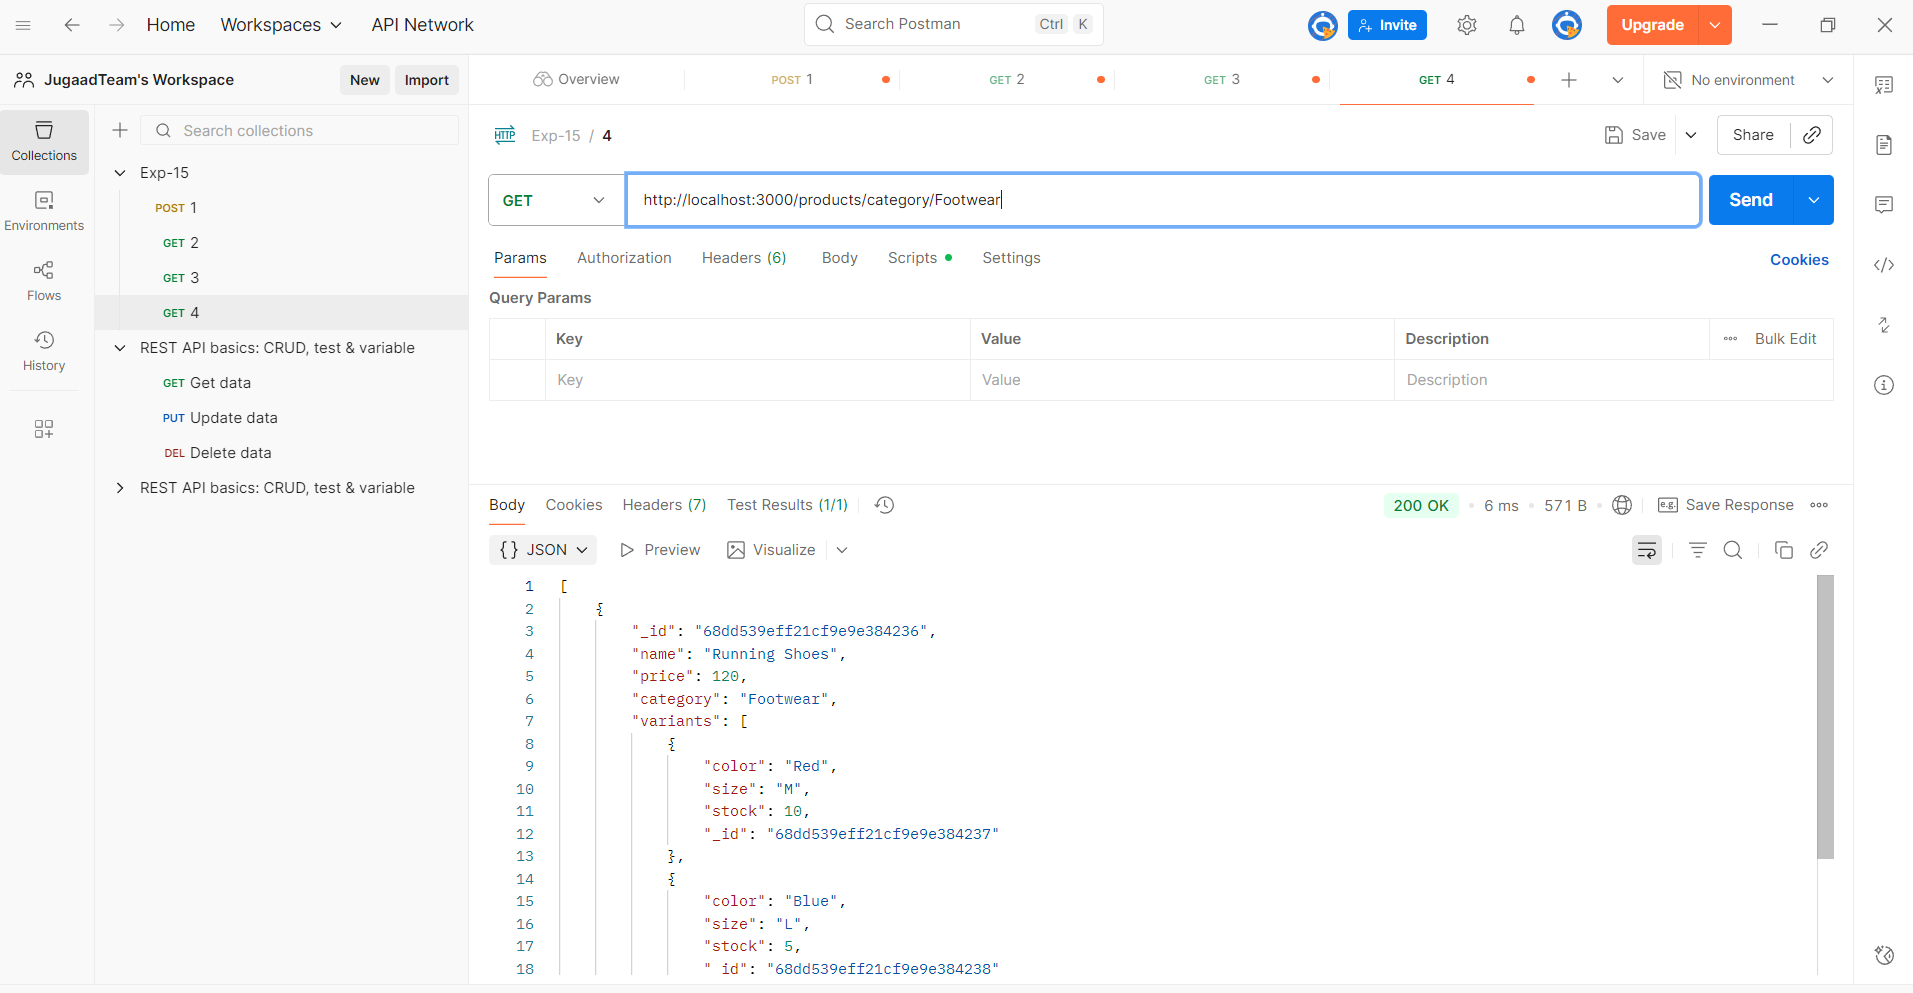 Home Workspaces API Network Search Postman Ctrl K Invite Upgrade
JugaadTeam's Workspace New Import
Overview POST 1 GET 2 GET 3 GET 4 No environment
Collections
Environments
Flows
History
Search collections
Exp-15
POST 1
GET 2
GET 3
GET 4
REST API basics: CRUD, test & variable
GET Get data
PUT Update data
DEL Delete data
REST API basics: CRUD, test & variable
HTTP Exp-15 / 4 Save Share
GET http://localhost:3000/products/category/Footwear Send
Params Authorization Headers (6) Body Scripts Settings Cookies
Query Params
Key Value Description Bulk Edit
Key Value Description
Body Cookies Headers (7) Test Results (1/1) 200 OK 6 ms 571 B e.g. Save Response
{} JSON Preview Visualize
1 [
2 {
3 "_id": "68dd539eff21cf9e9e384236",
4 "name": "Running Shoes",
5 "price": 120,
6 "category": "Footwear",
7 "variants": [
8 {
9 "color": "Red",
10 "size": "M",
11 "stock": 10,
12 "_id": "68dd539eff21cf9e9e384237"
13 },
14 {
15 "color": "Blue",
16 "size": "L",
17 "stock": 5,
18 "_id": "68dd539eff21cf9e9e384238"